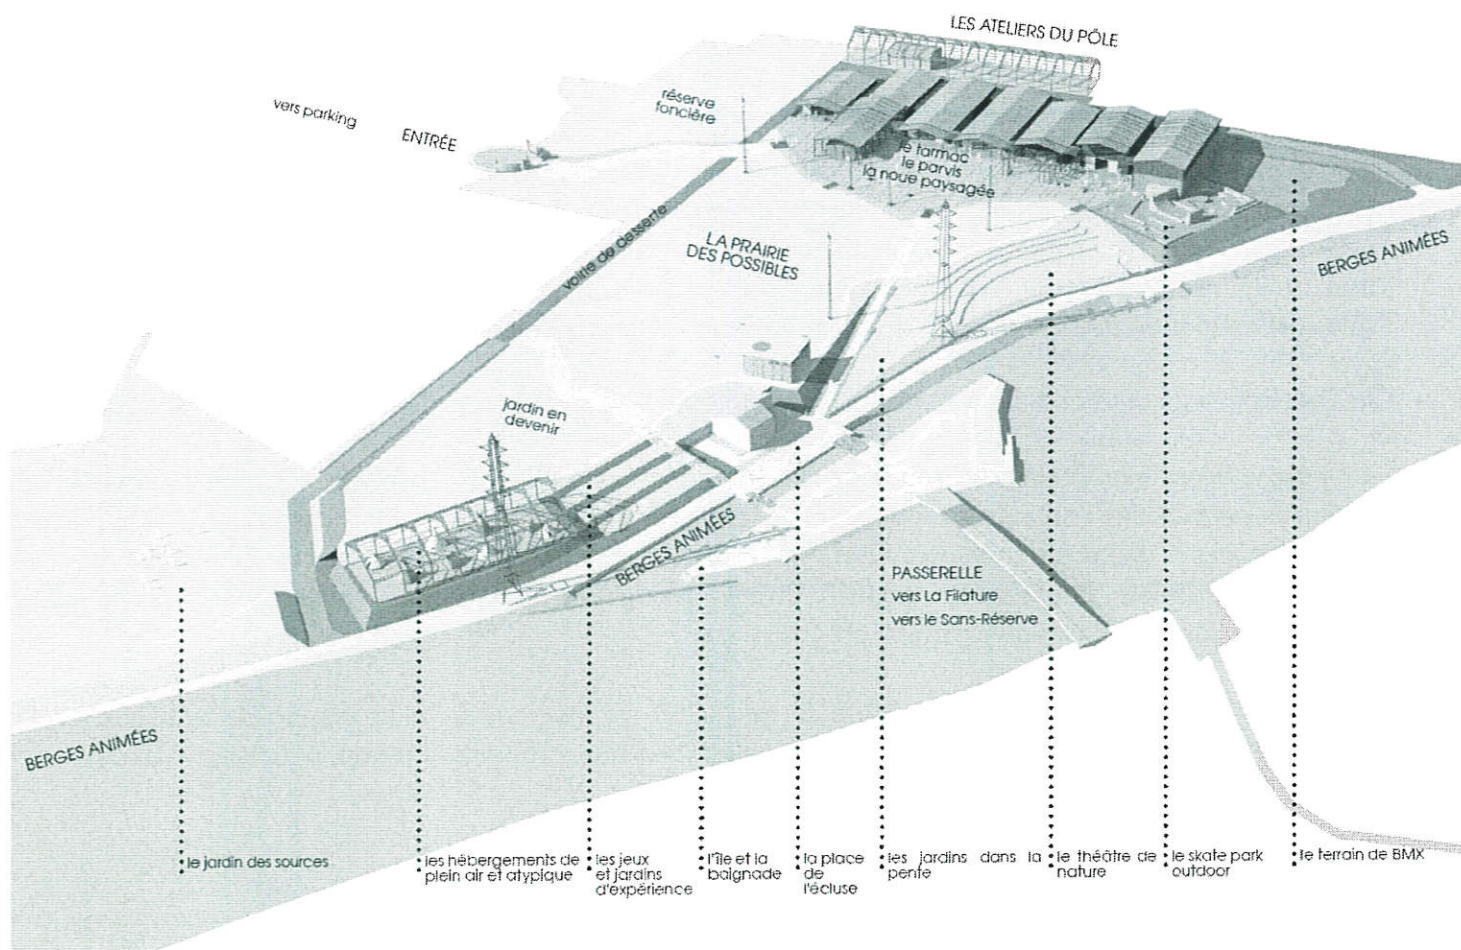 LES ATELIERS DU PÔLE
vers parking
ENTRÉE
réserve
foncière
le tarmac
le parvis
la noue paysagée
voirie de desserte
LA PRAIRIE
DES POSSIBLES
BERGES ANIMÉES
jardin en
devenir
BERGES ANIMÉES
PASSERELLE
vers La Filature
vers le Sans-Réserve
BERGES ANIMÉES
le jardin des sources
les hébergements de
plein air et atypique
les jeux
et jardins
d'expérience
l'île et la
baignade
la place
de
l'écluse
les jardins dans la
pente
le théâtre de
nature
le skate park
outdoor
le terrain de BMX